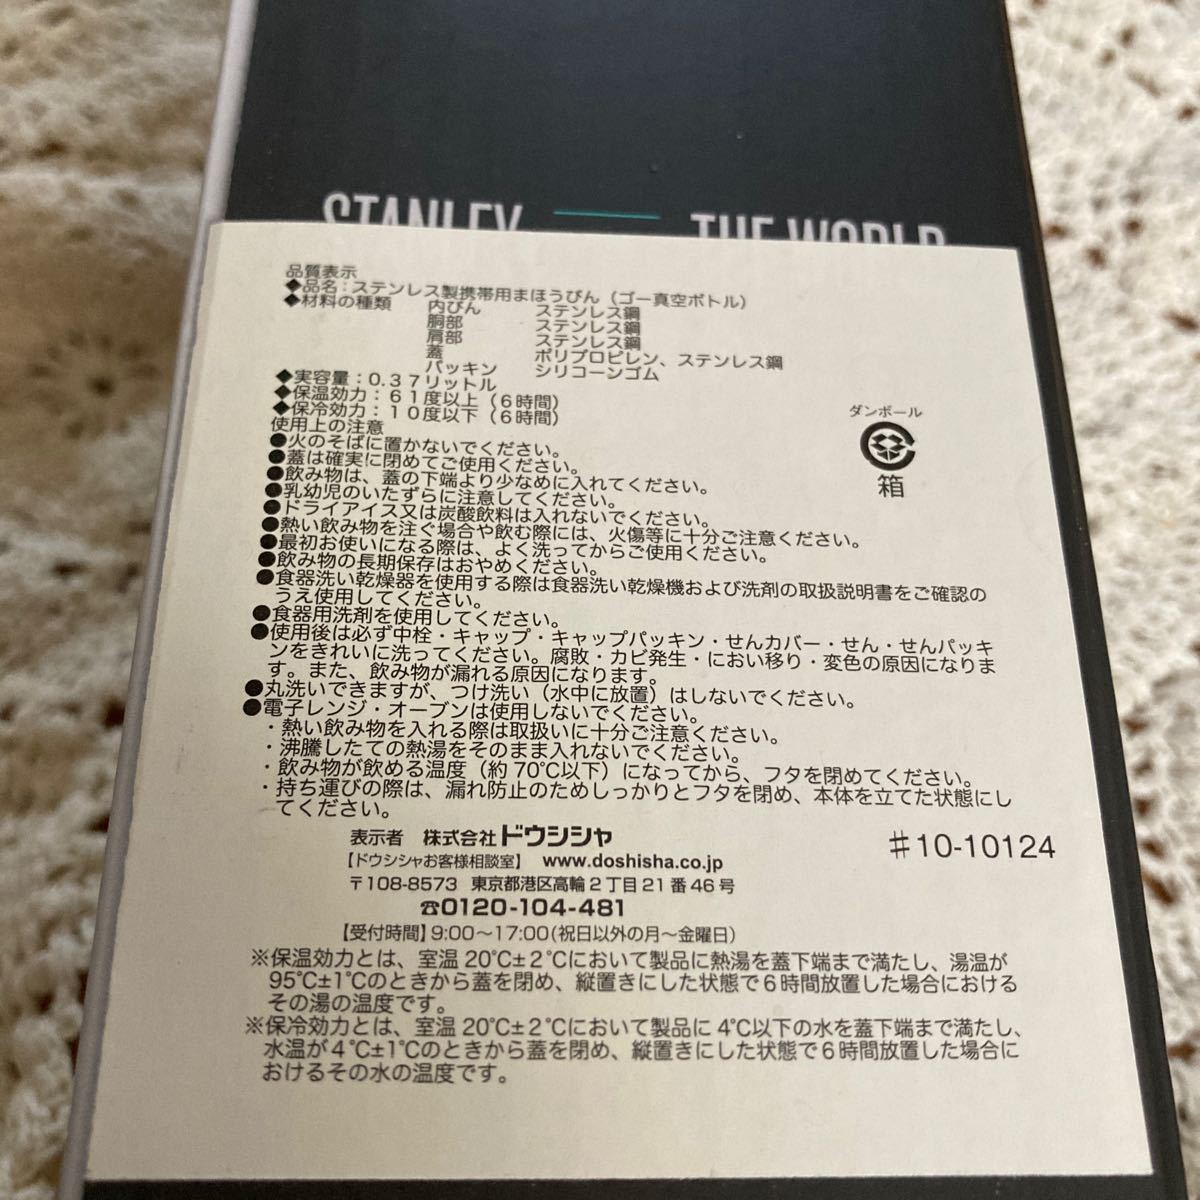 STANLEY THE WORLD
品質表示
◆品名:ステンレス製携帯用まほうびん(ゴー真空ボトル)
◆材料の種類 内びん ステンレス鋼
胴部 ステンレス鋼
肩部 ステンレス鋼
蓋 ポリプロピレン、ステンレス鋼
パッキン シリコーンゴム
◆実容量:0.37リットル
◆保温効力:61度以上(6時間)
◆保冷効力:10度以下(6時間)
ダンボール
箱
使用上の注意
●火のそばに置かないでください。
●蓋は確実に閉めてご使用ください。
●飲み物は、蓋の下端より少なめに入れてください。
●乳幼児のいたずらに注意してください。
●ドライアイス又は炭酸飲料は入れないでください。
●熱い飲み物を注ぐ場合や飲む際には、火傷等に十分ご注意ください。
●最初お使いになる際は、よく洗ってからご使用ください。
●飲み物の長期保存はおやめください。
●食器洗い乾燥器を使用する際は食器洗い乾燥機および洗剤の取扱説明書をご確認の
うえ使用してください。
●食器用洗剤を使用してください。
●使用後は必ず中栓・キャップ・キャップパッキン・せんカバー・せん・せんパッキ
ンをきれいに洗ってください。腐敗・カビ発生・におい移り・変色の原因になりま
す。また、飲み物が漏れる原因になります。
●丸洗いできますが、つけ洗い(水中に放置)はしないでください。
●電子レンジ・オーブンは使用しないでください。
・熱い飲み物を入れる際は取扱いに十分ご注意ください。
・沸騰したての熱湯をそのまま入れないでください。
・飲み物が飲める温度(約70℃以下)になってから、フタを閉めてください。
・持ち運びの際は、漏れ防止のためしっかりとフタを閉め、本体を立てた状態にし
てください。
表示者 株式会社ドウシシャ
#10-10124
【ドウシシャお客様相談室】 www.doshisha.co.jp
〒108-8573 東京都港区高輪2丁目21番46号
☎0120-104-481
【受付時間】9:00~17:00(祝日以外の月~金曜日)
※保温効力とは、室温20℃±2℃において製品に熱湯を蓋下端まで満たし、湯温が
95℃±1℃のときから蓋を閉め、縦置きにした状態で6時間放置した場合における
その湯の温度です。
※保冷効力とは、室温20℃±2℃において製品に4℃以下の水を蓋下端まで満たし、
水温が4℃±1℃のときから蓋を閉め、縦置きにした状態で6時間放置した場合に
おけるその水の温度です。